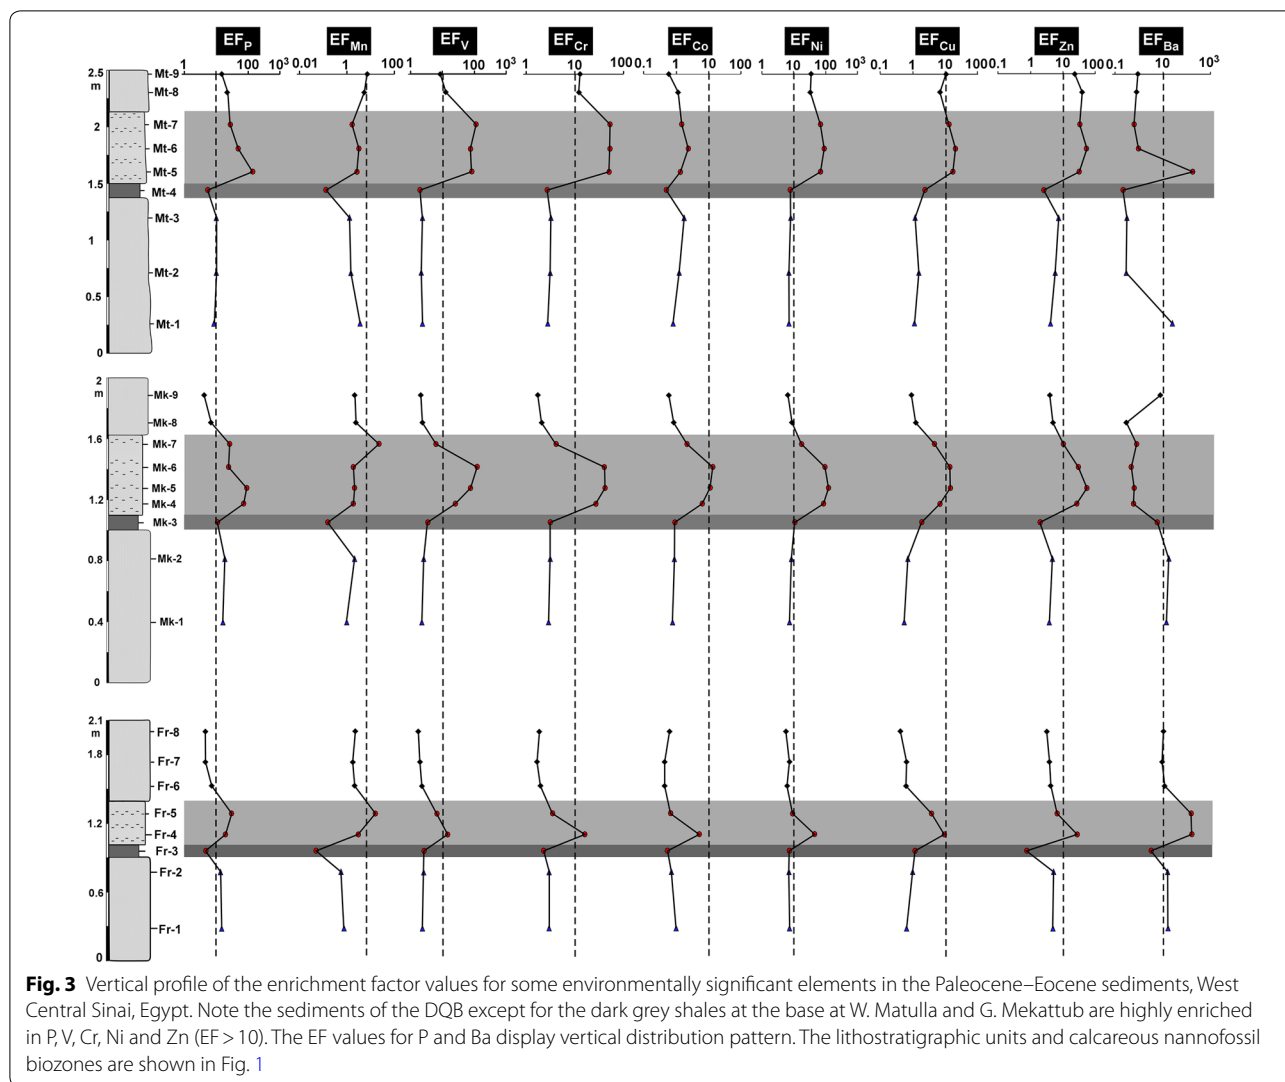 EFP EFMn EFV EFCr EFCo EFNi EFCu EFZn EFBa
1 100 10³ 0.01 1 100 1 100 10³ 1 10 100 0.1 10 100 1 10 100 10³ 0.1 10 100 0.1 10 100 0.1 10 10³
2.5 Mt-9
m
Mt-8
2 Mt-7
Mt-6
Mt-5
1.5
Mt-4
Mt-3
1
Mt-2
0.5
Mt-1
0
2
m
Mk-9
Mk-8
1.6 Mk-7
Mk-6
Mk-5
1.2 Mk-4
Mk-3
0.8 Mk-2
0.4 Mk-1
0
2.1
m
Fr-8
1.8 Fr-7
Fr-6
Fr-5
1.2 Fr-4
Fr-3
Fr-2
0.6
Fr-1
0
Fig. 3 Vertical profile of the enrichment factor values for some environmentally significant elements in the Paleocene–Eocene sediments, West
Central Sinai, Egypt. Note the sediments of the DQB except for the dark grey shales at the base at W. Matulla and G. Mekattub are highly enriched
in P, V, Cr, Ni and Zn (EF > 10). The EF values for P and Ba display vertical distribution pattern. The lithostratigraphic units and calcareous nannofossil
biozones are shown in Fig. 1